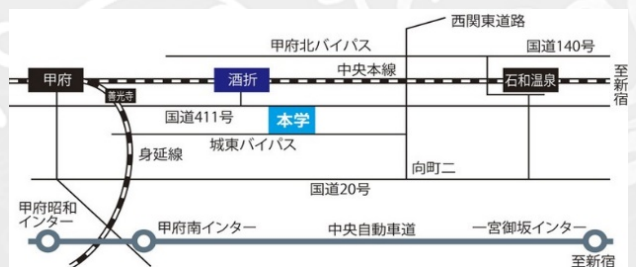 西関東道路
甲府北バイパス
国道140号
中央本線
甲府
酒折
石和温泉
至新宿
善光寺
国道411号
本学
城東バイパス
身延線
向町二
国道20号
甲府昭和
インター
甲府南インター
中央自動車道
一宮御坂インター
至新宿